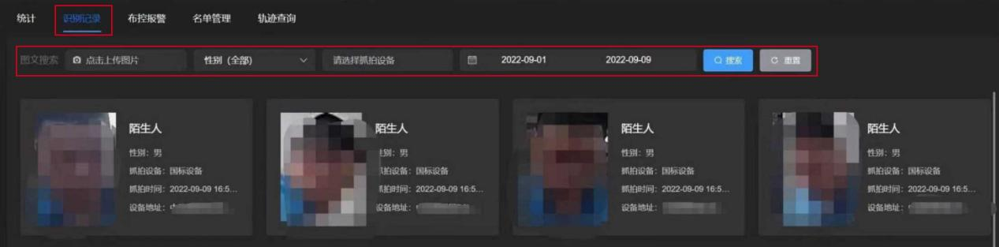 统计 识别记录 布控报警 名单管理 轨迹查询
图文搜索 点击上传图片 性别（全部） 请选择抓拍设备 2022-09-01 2022-09-09 搜索 重置
陌生人 陌生人 陌生人 陌生人
性别：男 性别：男 性别：男 性别：男
抓拍设备：国标设备 抓拍设备：国标设备 抓拍设备：国标设备 抓拍设备：国标设备
抓拍时间：2022-09-09 16:5... 抓拍时间：2022-09-09 16:5... 抓拍时间：2022-09-09 16:5... 抓拍时间：2022-09-09 16:5...
设备地址： 设备地址： 设备地址： 设备地址：